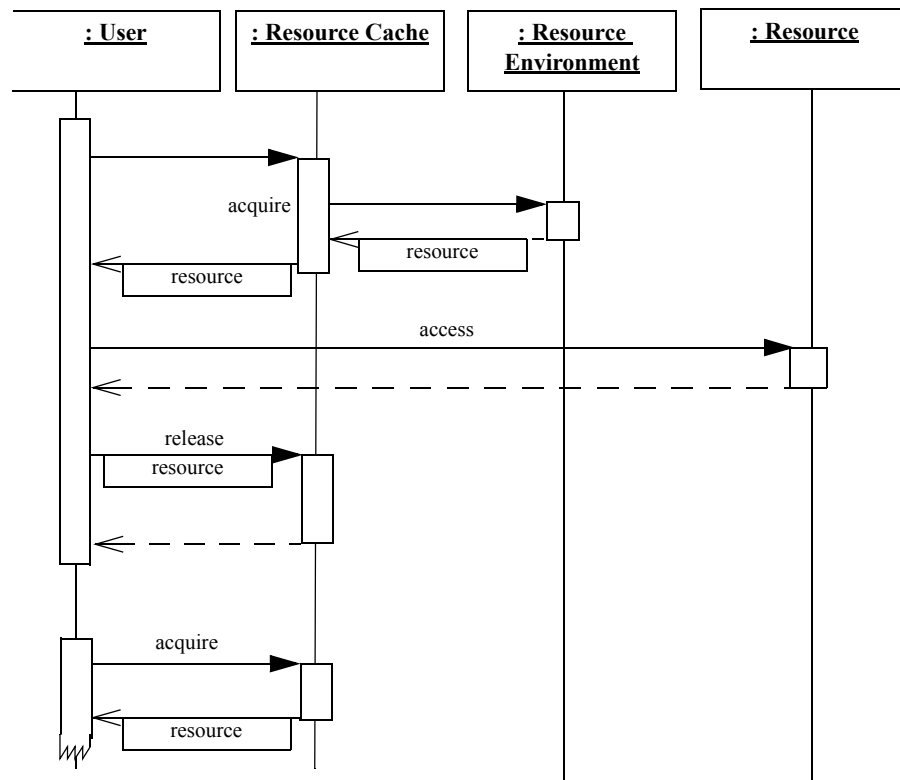 : User
: Resource Cache
: Resource
Environment
: Resource
acquire
resource
resource
access
release
resource
acquire
resource